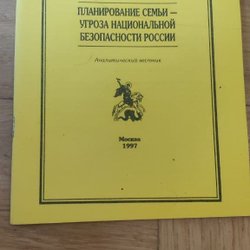 ПЛАНИРОВАНИЕ СЕМЬИ –
УГРОЗА НАЦИОНАЛЬНОЙ
БЕЗОПАСНОСТИ РОССИИ
Аналитический вестник
Москва
1997